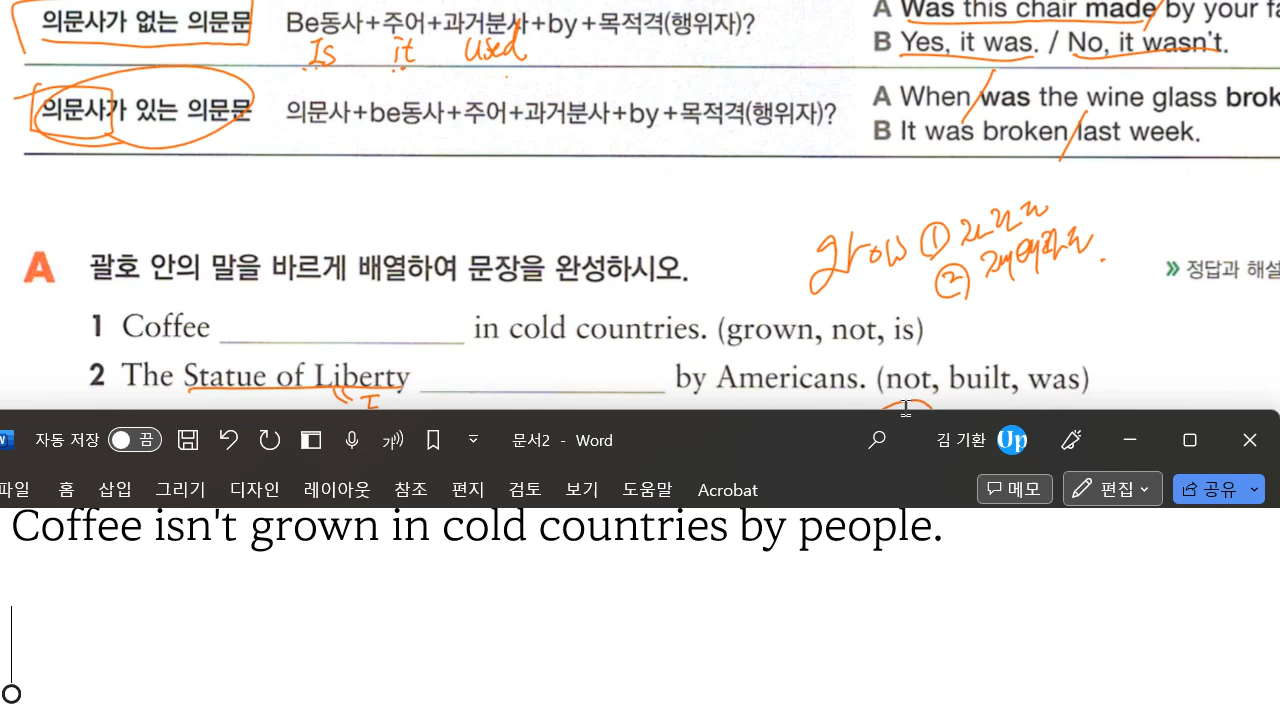 의문사가 없는 의문문 Be동사+주어+과거분사+by+목적격(행위자)? A Was this chair made by your fa
Is it used
B Yes, it was. / No, it wasn't.
의문사가 있는 의문문 의문사+be동사+주어+과거분사+by+목적격(행위자)? A When was the wine glass brok
B It was broken last week.
grow ① 자라다
② 재배하다.
A 괄호 안의 말을 바르게 배열하여 문장을 완성하시오.
» 정답과 해설
1 Coffee in cold countries. (grown, not, is)
2 The Statue of Liberty by Americans. (not, built, was)
자동 저장 끔 가 문서2 - Word 김 기환 Up
파일 홈 삽입 그리기 디자인 레이아웃 참조 편지 검토 보기 도움말 Acrobat 메모 편집 공유
Coffee isn't grown in cold countries by people.